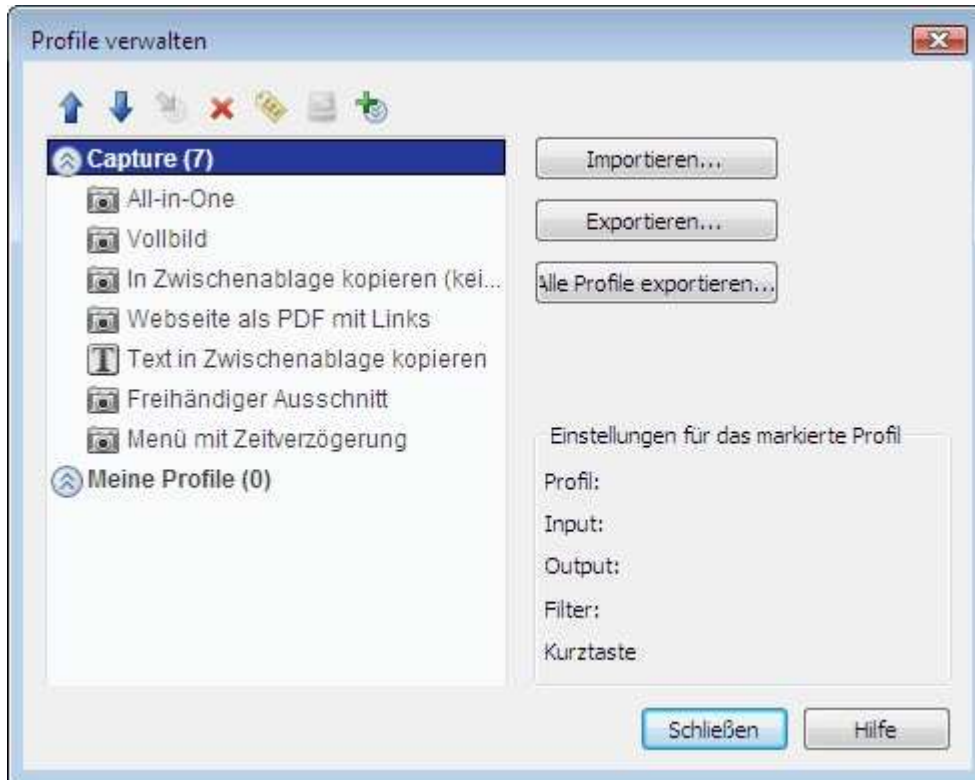 Profile verwalten
Capture (7)
All-in-One
Vollbild
In Zwischenablage kopieren (kei...
Webseite als PDF mit Links
Text in Zwischenablage kopieren
Freihändiger Ausschnitt
Menü mit Zeitverzögerung
Meine Profile (0)
Importieren...
Exportieren...
Alle Profile exportieren...
Einstellungen für das markierte Profil
Profil:
Input:
Output:
Filter:
Kurztaste
Schließen
Hilfe